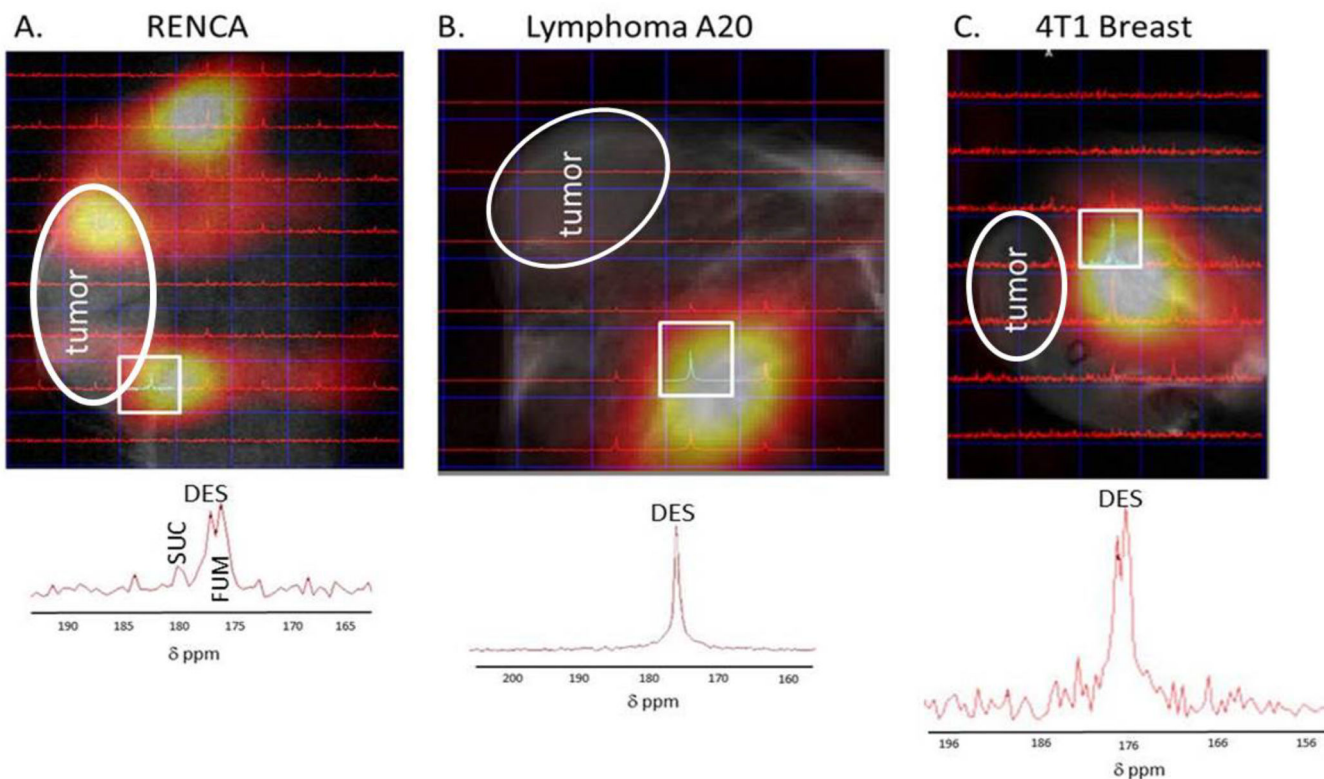 A. RENCA
B. Lymphoma A20
C. 4T1 Breast
tumor
tumor
tumor
DES
SUC
FUM
190 185 180 175 170 165
δ ppm
DES
200 190 180 170 160
δ ppm
DES
196 186 176 166 156
δ ppm